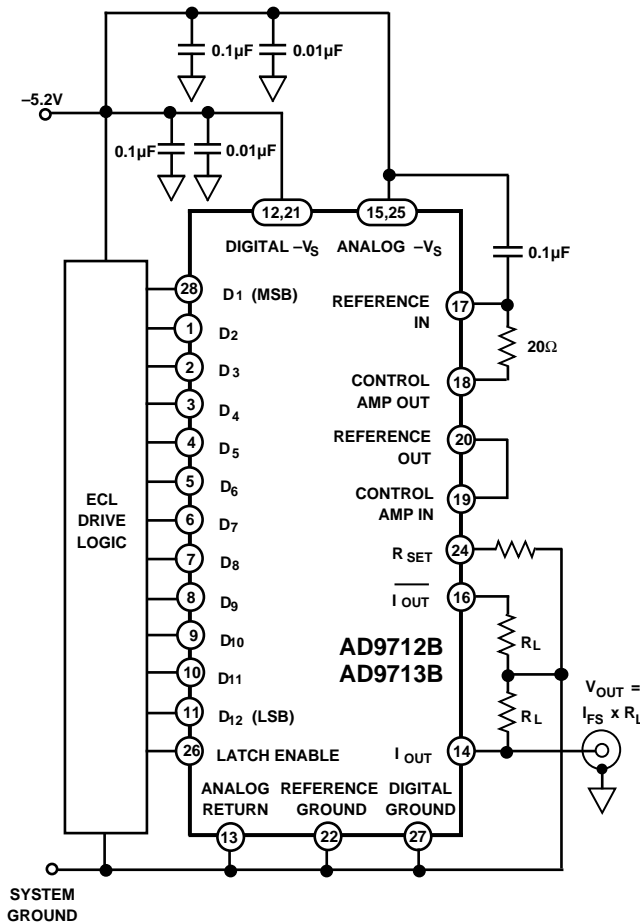 0.1µF
0.01µF
–5.2V
0.1µF
0.01µF
12,21
15,25
DIGITAL –VS
ANALOG –VS
0.1µF
28
D1 (MSB)
REFERENCE
IN
17
1
D2
20Ω
2
D3
CONTROL
AMP OUT
18
3
D4
4
D5
REFERENCE
OUT
20
5
D6
ECL
DRIVE
LOGIC
CONTROL
AMP IN
19
6
D7
7
D8
RSET
24
8
D9
IOUT
16
9
D10
AD9712B
AD9713B
RL
10
D11
11
D12 (LSB)
RL
VOUT =
IFS x RL
26
LATCH ENABLE
IOUT
14
ANALOG
RETURN
REFERENCE
GROUND
DIGITAL
GROUND
13
22
27
SYSTEM
GROUND